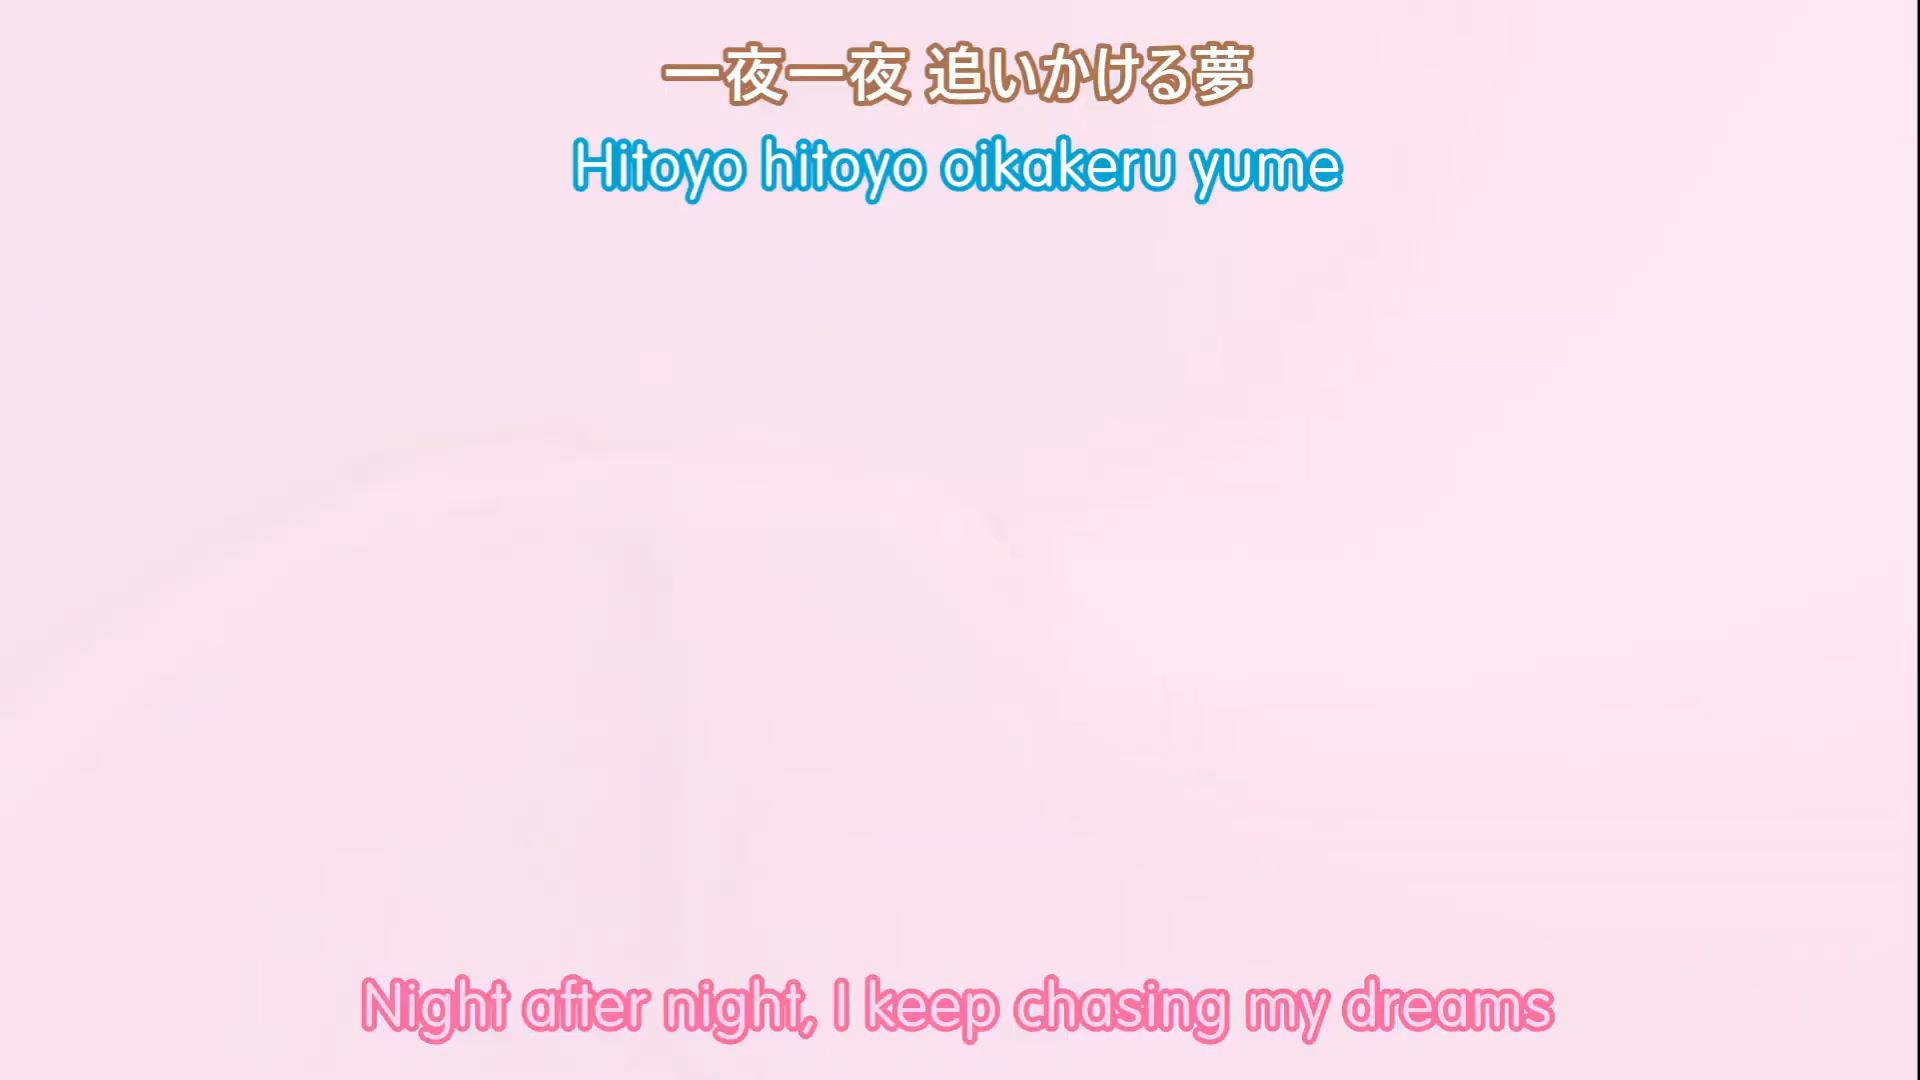 一夜一夜 追いかける夢
Hitoyo hitoyo oikakeru yume
Night after night, I keep chasing my dreams